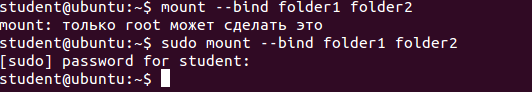 student@ubuntu:~$ mount --bind folder1 folder2
mount: только root может сделать это
student@ubuntu:~$ sudo mount --bind folder1 folder2
[sudo] password for student:
student@ubuntu:~$